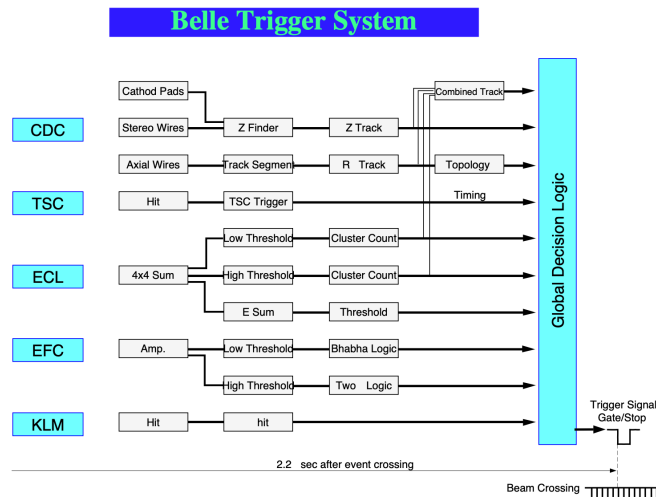 Belle Trigger System
Cathod Pads
Combined Track
CDC
Stereo Wires
Z Finder
Z Track
Axial Wires
Track Segment
R Track
Topology
TSC
Hit
TSC Trigger
Timing
Low Threshold
Cluster Count
ECL
4x4 Sum
High Threshold
Cluster Count
E Sum
Threshold
EFC
Amp.
Low Threshold
Bhabha Logic
High Threshold
Two Logic
KLM
Hit
hit
Global Decision Logic
Trigger Signal
Gate/Stop
2.2 sec after event crossing
Beam Crossing